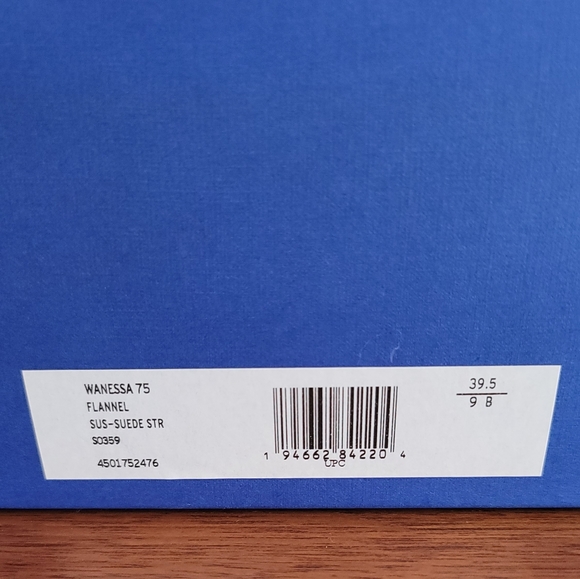 WANESSA 75
FLANNEL
SUS-SUEDE STR
S0359
4501752476
1 94662 84220 4
UPC
39.5
9 B